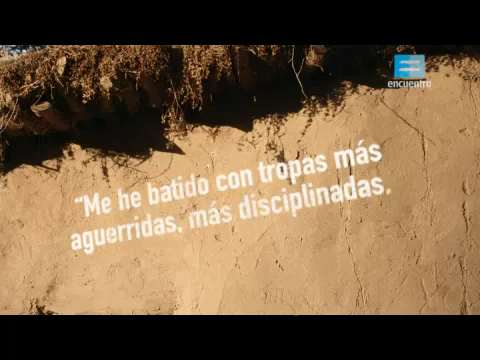 encuentro
"Me he batido con tropas más
aguerridas, más disciplinadas,